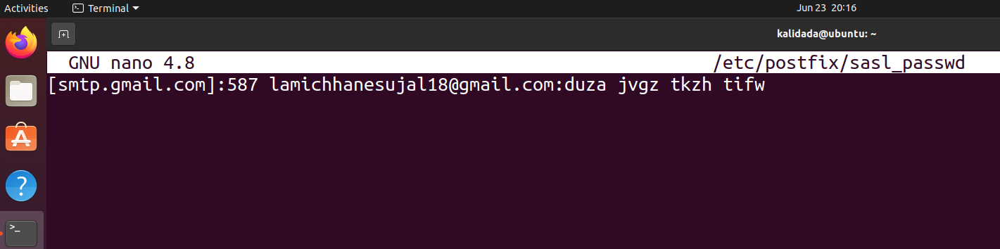 Activities Terminal Jun 23 20:16
kalidada@ubuntu: ~
GNU nano 4.8 /etc/postfix/sasl_passwd
[smtp.gmail.com]:587 lamichhanesujal18@gmail.com:duza jvgz tkzh tifw